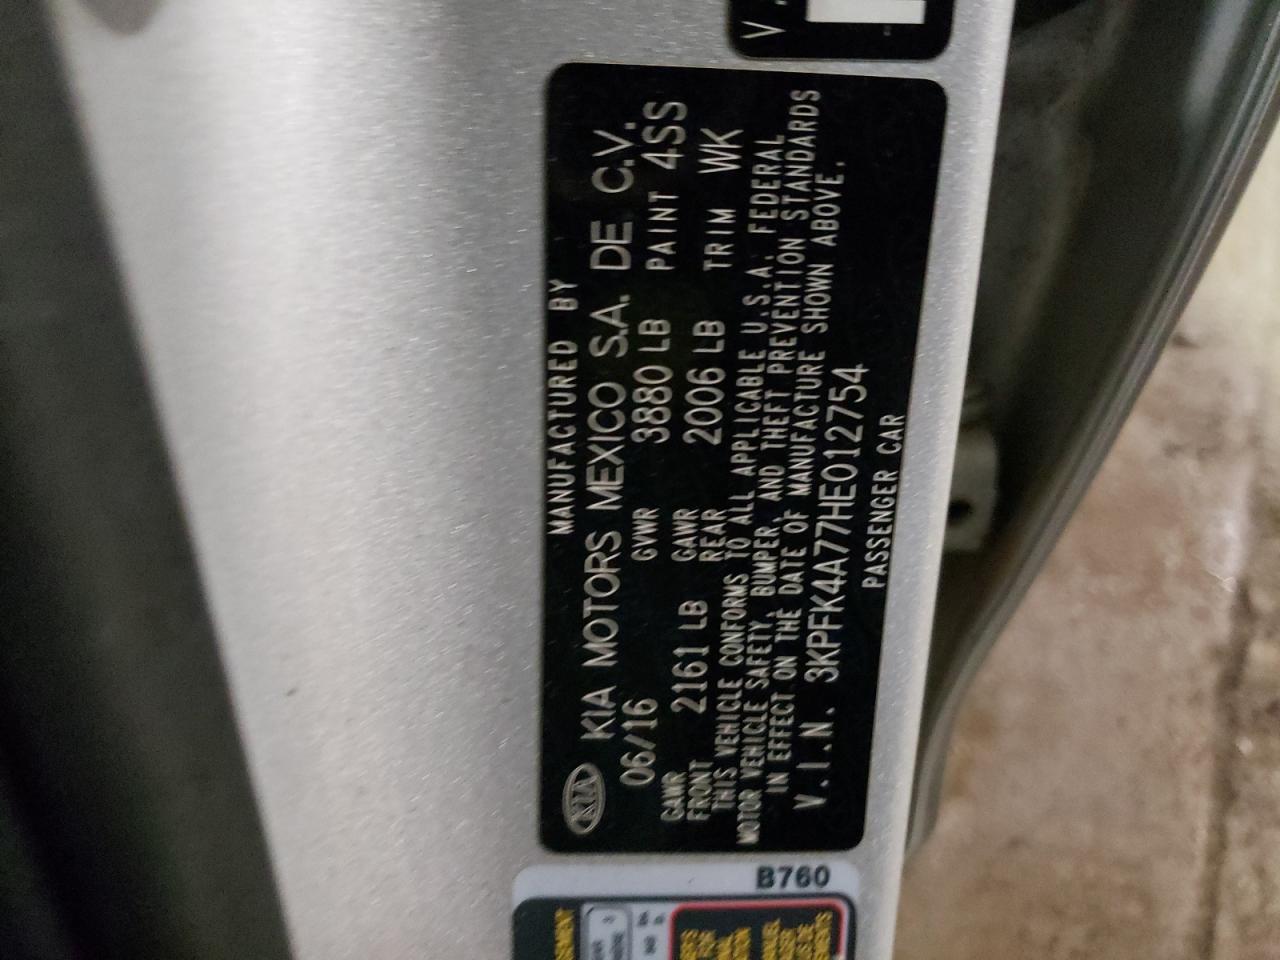 MANUFACTURED BY
KIA KIA MOTORS MEXICO S.A. DE C.V.
06/16 GVWR 3880 LB PAINT 4SS
GAWR FRONT 2161 LB GAWR REAR 2006 LB TRIM WK
THIS VEHICLE CONFORMS TO ALL APPLICABLE U.S.A. FEDERAL
MOTOR VEHICLE SAFETY, BUMPER, AND THEFT PREVENTION STANDARDS
IN EFFECT ON THE DATE OF MANUFACTURE SHOWN ABOVE.
V.I.N. 3KPFK4A77HE012754
PASSENGER CAR
B760